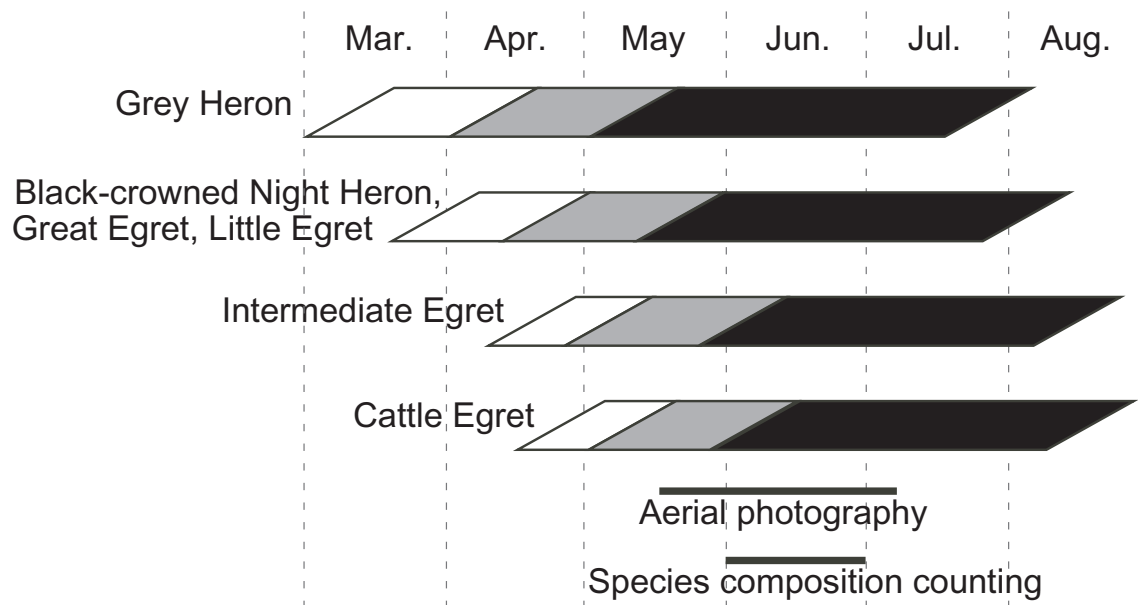 Mar. Apr. May Jun. Jul. Aug.
Grey Heron
Black-crowned Night Heron,
Great Egret, Little Egret
Intermediate Egret
Cattle Egret
Aerial photography
Species composition counting